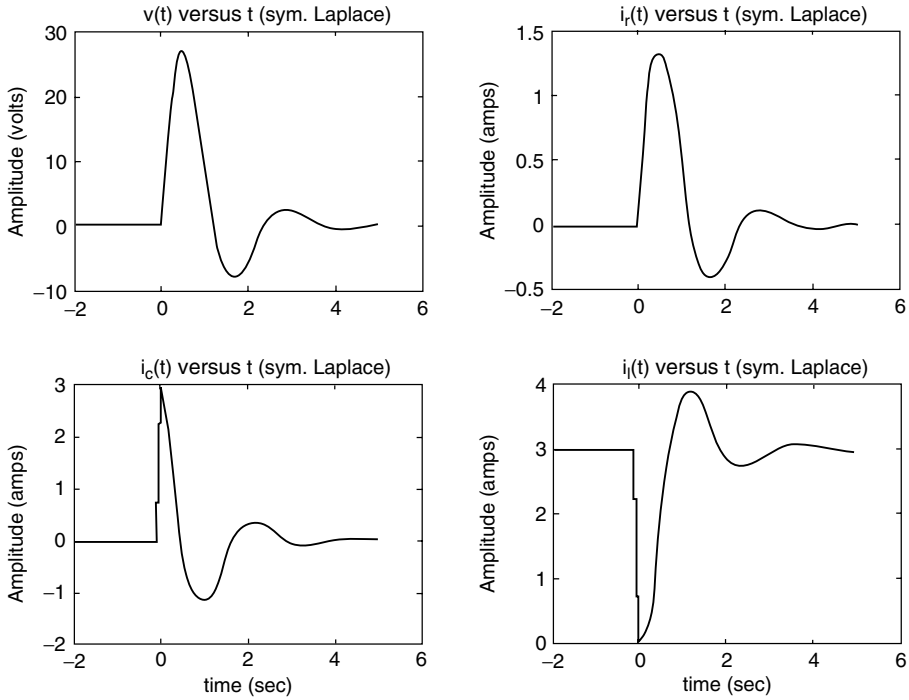 v(t) versus t (sym. Laplace)
Amplitude (volts)
30
20
10
0
−10
−2 0 2 4 6
i_r(t) versus t (sym. Laplace)
Amplitude (amps)
1.5
1
0.5
0
−0.5
−2 0 2 4 6
i_c(t) versus t (sym. Laplace)
Amplitude (amps)
3
2
1
0
−1
−2
−2 0 2 4 6
time (sec)
i_l(t) versus t (sym. Laplace)
Amplitude (amps)
4
3
2
1
0
−2 0 2 4 6
time (sec)